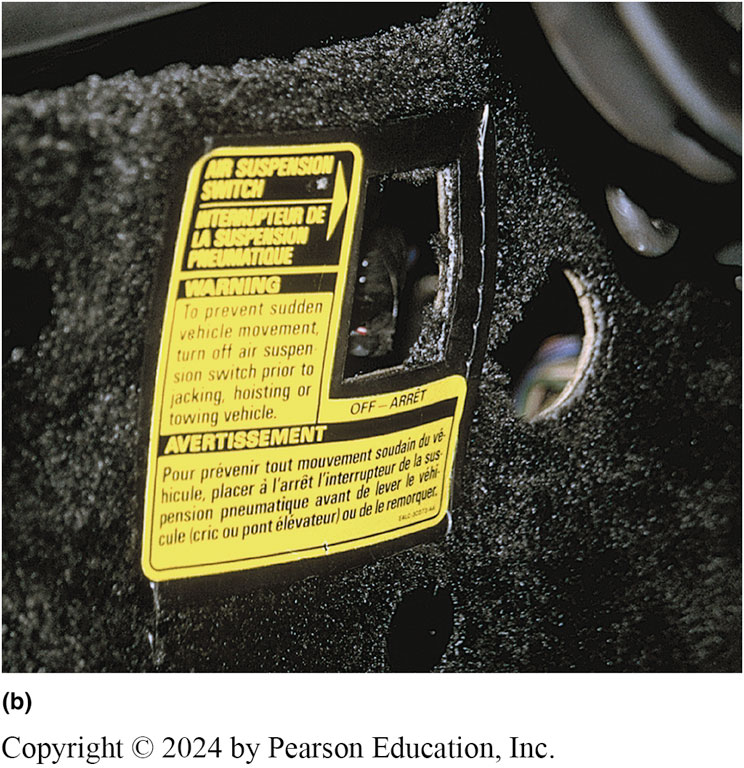 AIR SUSPENSION
SWITCH
INTERRUPTEUR DE
LA SUSPENSION
PNEUMATIQUE
WARNING
To prevent sudden
vehicle movement,
turn off air suspen-
sion switch prior to
jacking, hoisting or
towing vehicle.
OFF – ARRÊT
AVERTISSEMENT
Pour prévenir tout mouvement soudain du vé-
hicule, placer à l'arrêt l'interrupteur de la sus-
pension pneumatique avant de lever le véhi-
cule (cric ou pont élévateur) ou de le remorquer.
(b)
Copyright © 2024 by Pearson Education, Inc.